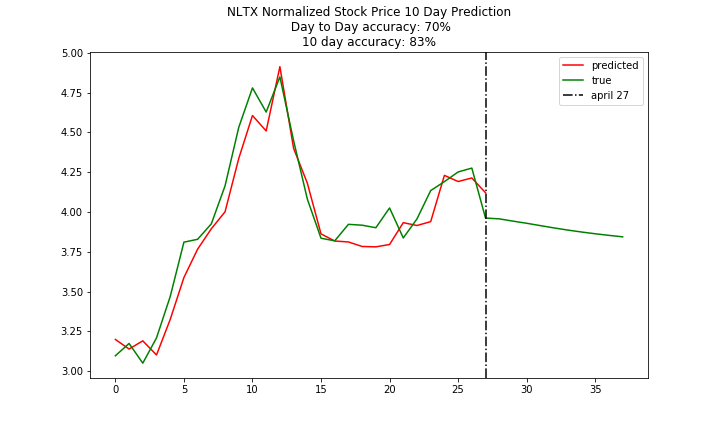 NLTX Normalized Stock Price 10 Day Prediction
Day to Day accuracy: 70%
10 day accuracy: 83%
predicted
true
april 27
5.00
4.75
4.50
4.25
4.00
3.75
3.50
3.25
3.00
0 5 10 15 20 25 30 35